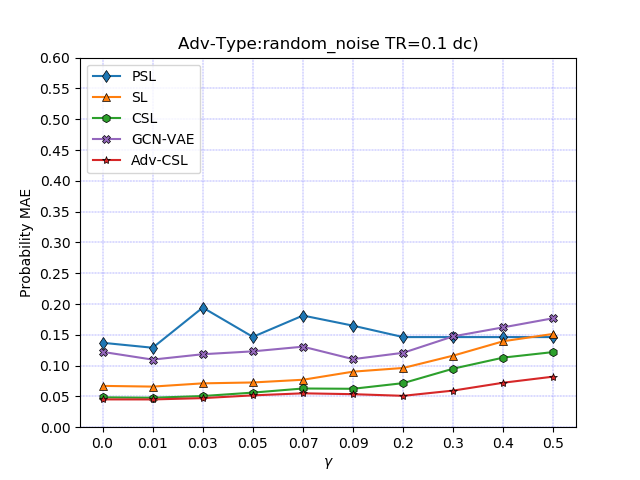 Adv-Type:random_noise TR=0.1 dc)
0.60
0.55
0.50
0.45
0.40
0.35
0.30
0.25
0.20
0.15
0.10
0.05
0.00
Probability MAE
PSL
SL
CSL
GCN-VAE
Adv-CSL
0.0 0.01 0.03 0.05 0.07 0.09 0.2 0.3 0.4 0.5
γ